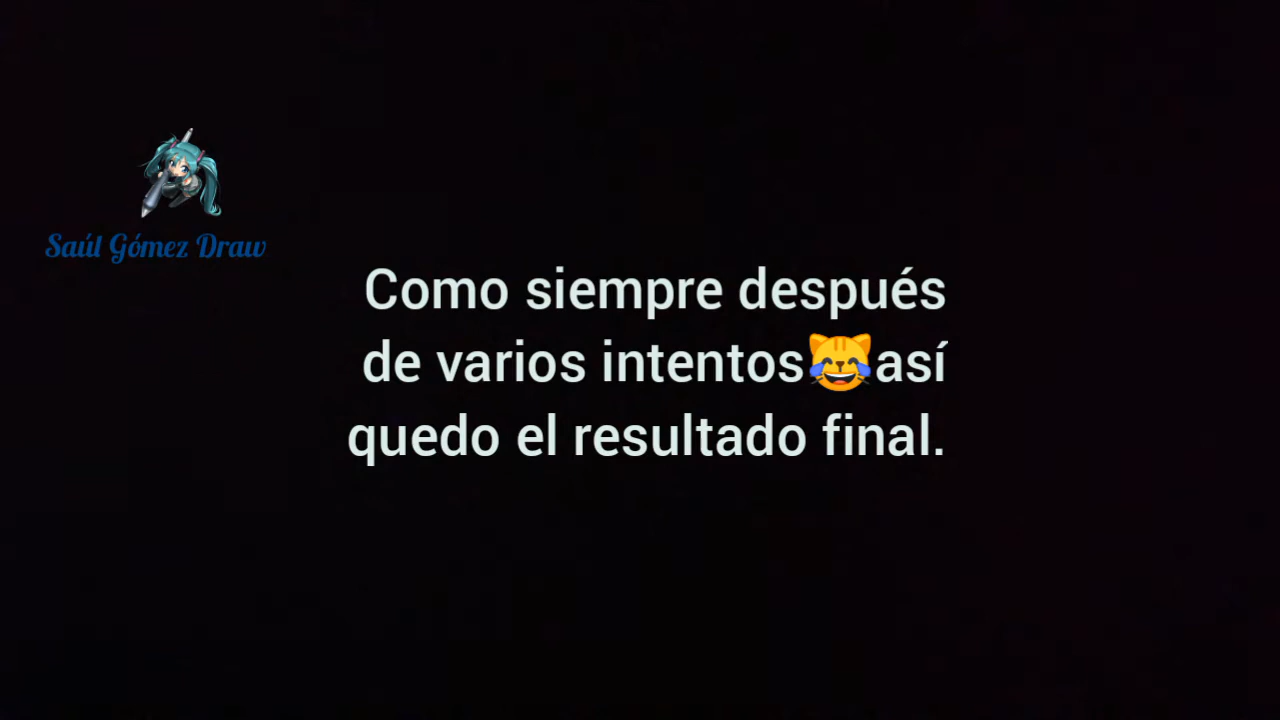 Saúl Gómez Draw
Como siempre después
de varios intentos😹así
quedo el resultado final.